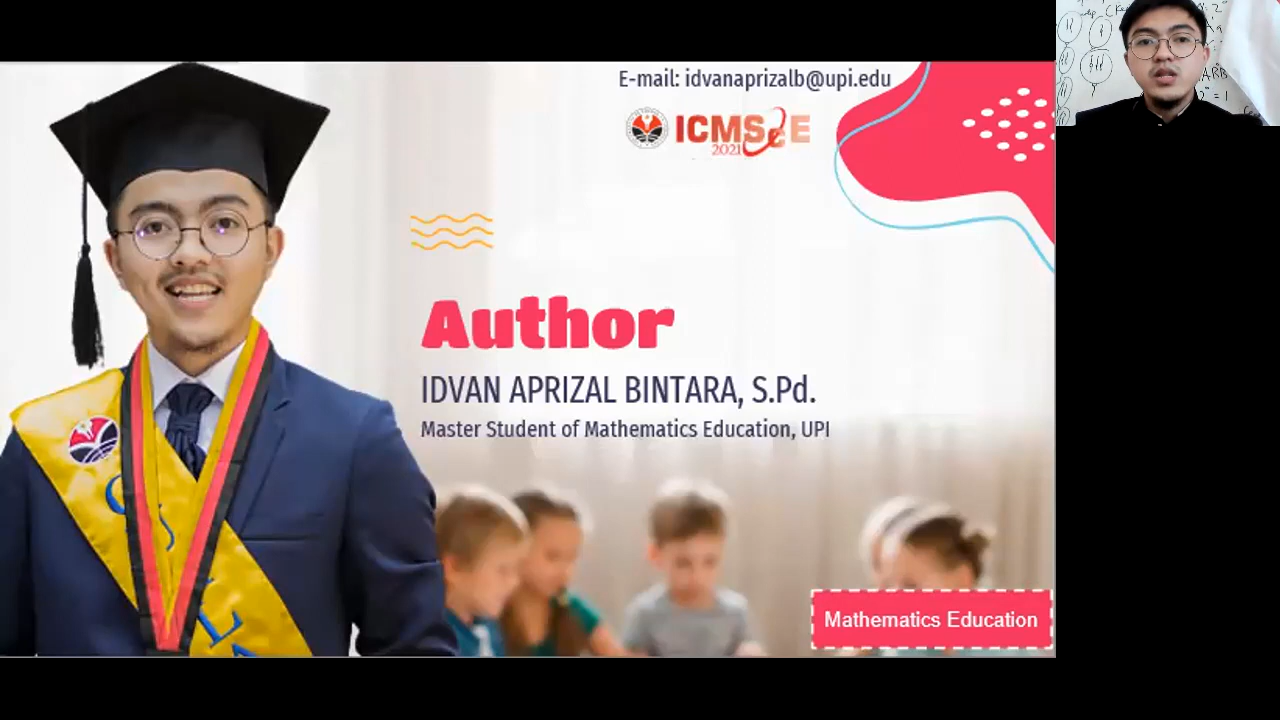 E-mail: idvanaprizalb@upi.edu
ICMScE
2021
Author
IDVAN APRIZAL BINTARA, S.Pd.
Master Student of Mathematics Education, UPI
Mathematics Education